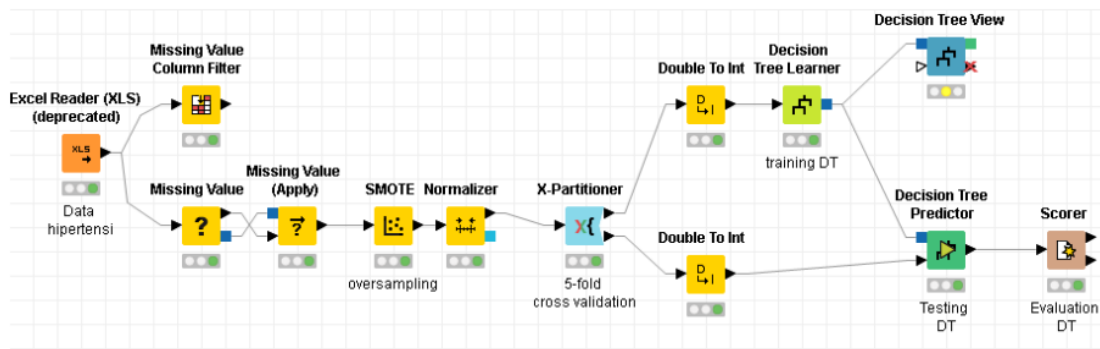 Decision Tree View
Missing Value
Column Filter
Decision
Tree Learner
Double To Int
Excel Reader (XLS)
(deprecated)
D
I
XLS
training DT
Missing Value
Missing Value
(Apply)
SMOTE
Normalizer
X-Partitioner
Decision Tree
Predictor
Scorer
Data
hipertensi
?
?
X{
Double To Int
D
I
oversampling
5-fold
cross validation
Testing
DT
Evaluation
DT